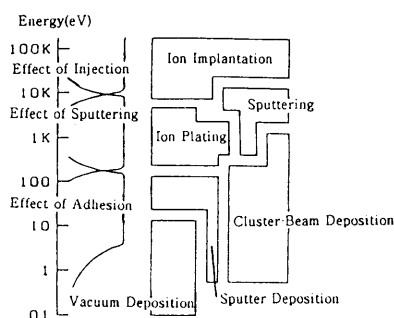 Energy(eV)
100K
Ion Implantation
Effect of Injection
10K
Sputtering
Effect of Sputtering
1K
Ion Plating
100
Effect of Adhesion
Cluster-Beam Deposition
10
1
Vacuum Deposition
Sputter Deposition
0.1